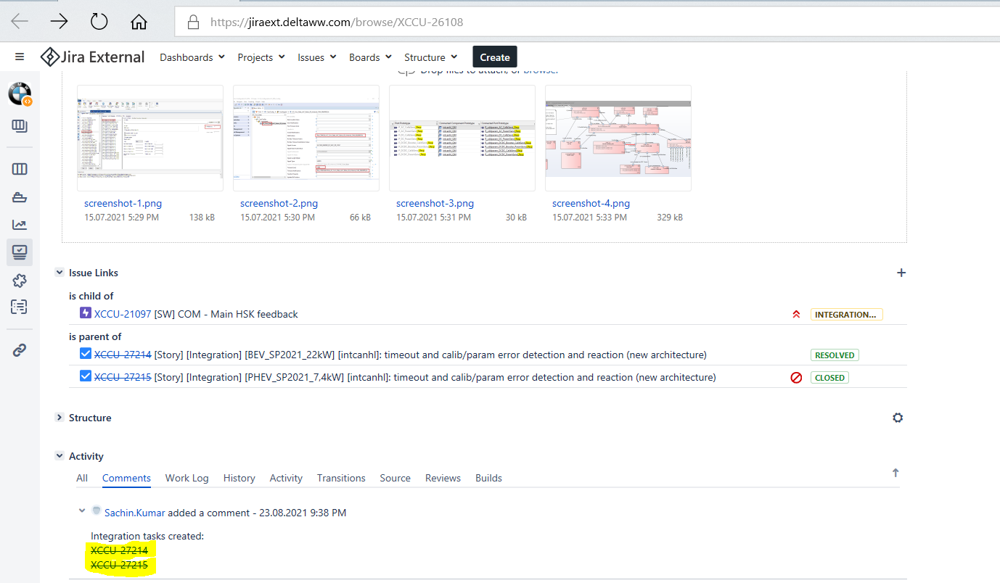 https://jiraext.deltaww.com/browse/XCCU-26108
Jira External Dashboards Projects Issues Boards Structure Create
Drop files to attach, or browse.
screenshot-1.png screenshot-2.png screenshot-3.png screenshot-4.png
15.07.2021 5:29 PM 138 kB 15.07.2021 5:30 PM 66 kB 15.07.2021 5:31 PM 30 kB 15.07.2021 5:33 PM 329 kB
Issue Links
is child of
XCCU-21097 [SW] COM - Main HSK feedback INTEGRATION...
is parent of
XCCU-27214 [Story] [Integration] [BEV_SP2021_22kW] [intcanhl]: timeout and calib/param error detection and reaction (new architecture) RESOLVED
XCCU-27215 [Story] [Integration] [PHEV_SP2021_7,4kW] [intcanhl]: timeout and calib/param error detection and reaction (new architecture) CLOSED
Structure
Activity
All Comments Work Log History Activity Transitions Source Reviews Builds
Sachin.Kumar added a comment - 23.08.2021 9:38 PM
Integration tasks created:
XCCU-27214
XCCU-27215